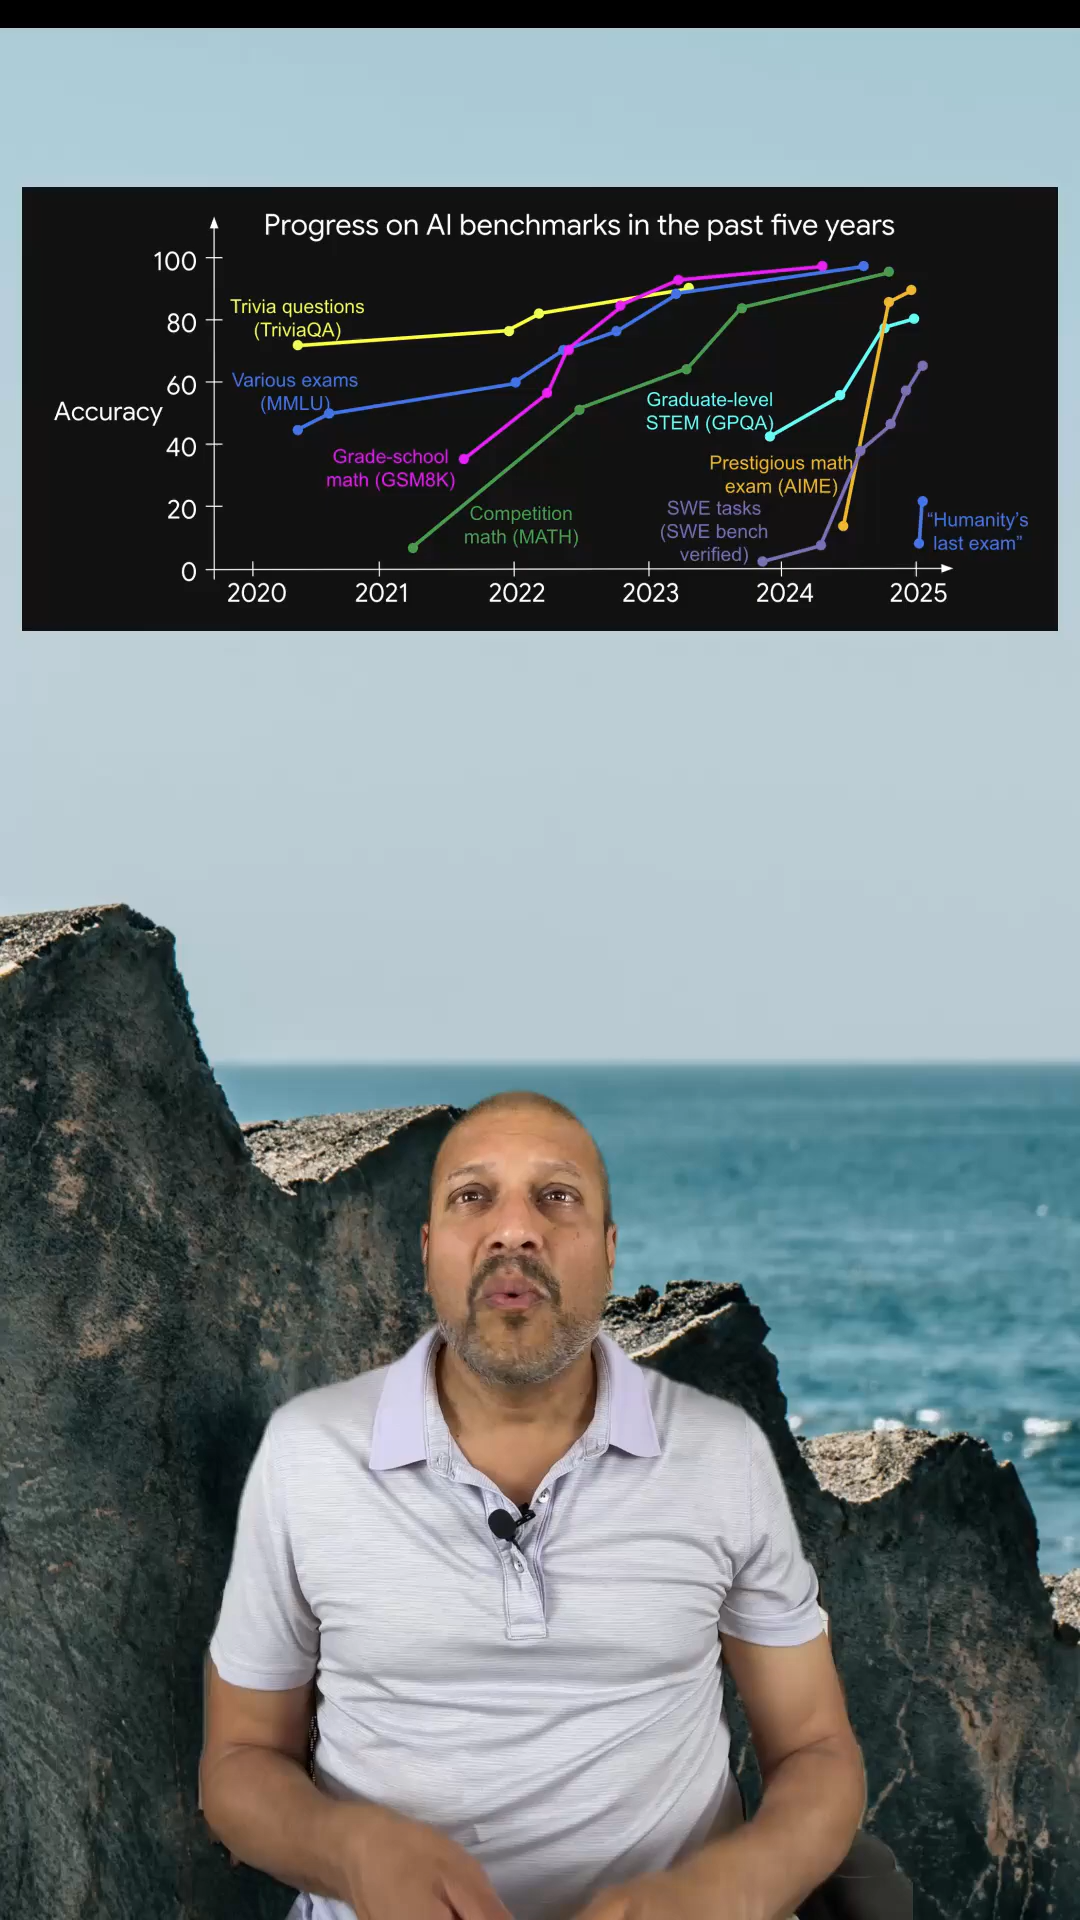 Progress on AI benchmarks in the past five years
100
80
60
40
20
0
Accuracy
Trivia questions
(TriviaQA)
Various exams
(MMLU)
Grade-school
math (GSM8K)
Competition
math (MATH)
Graduate-level
STEM (GPQA)
Prestigious math
exam (AIME)
SWE tasks
(SWE bench
verified)
"Humanity's
last exam"
2020 2021 2022 2023 2024 2025